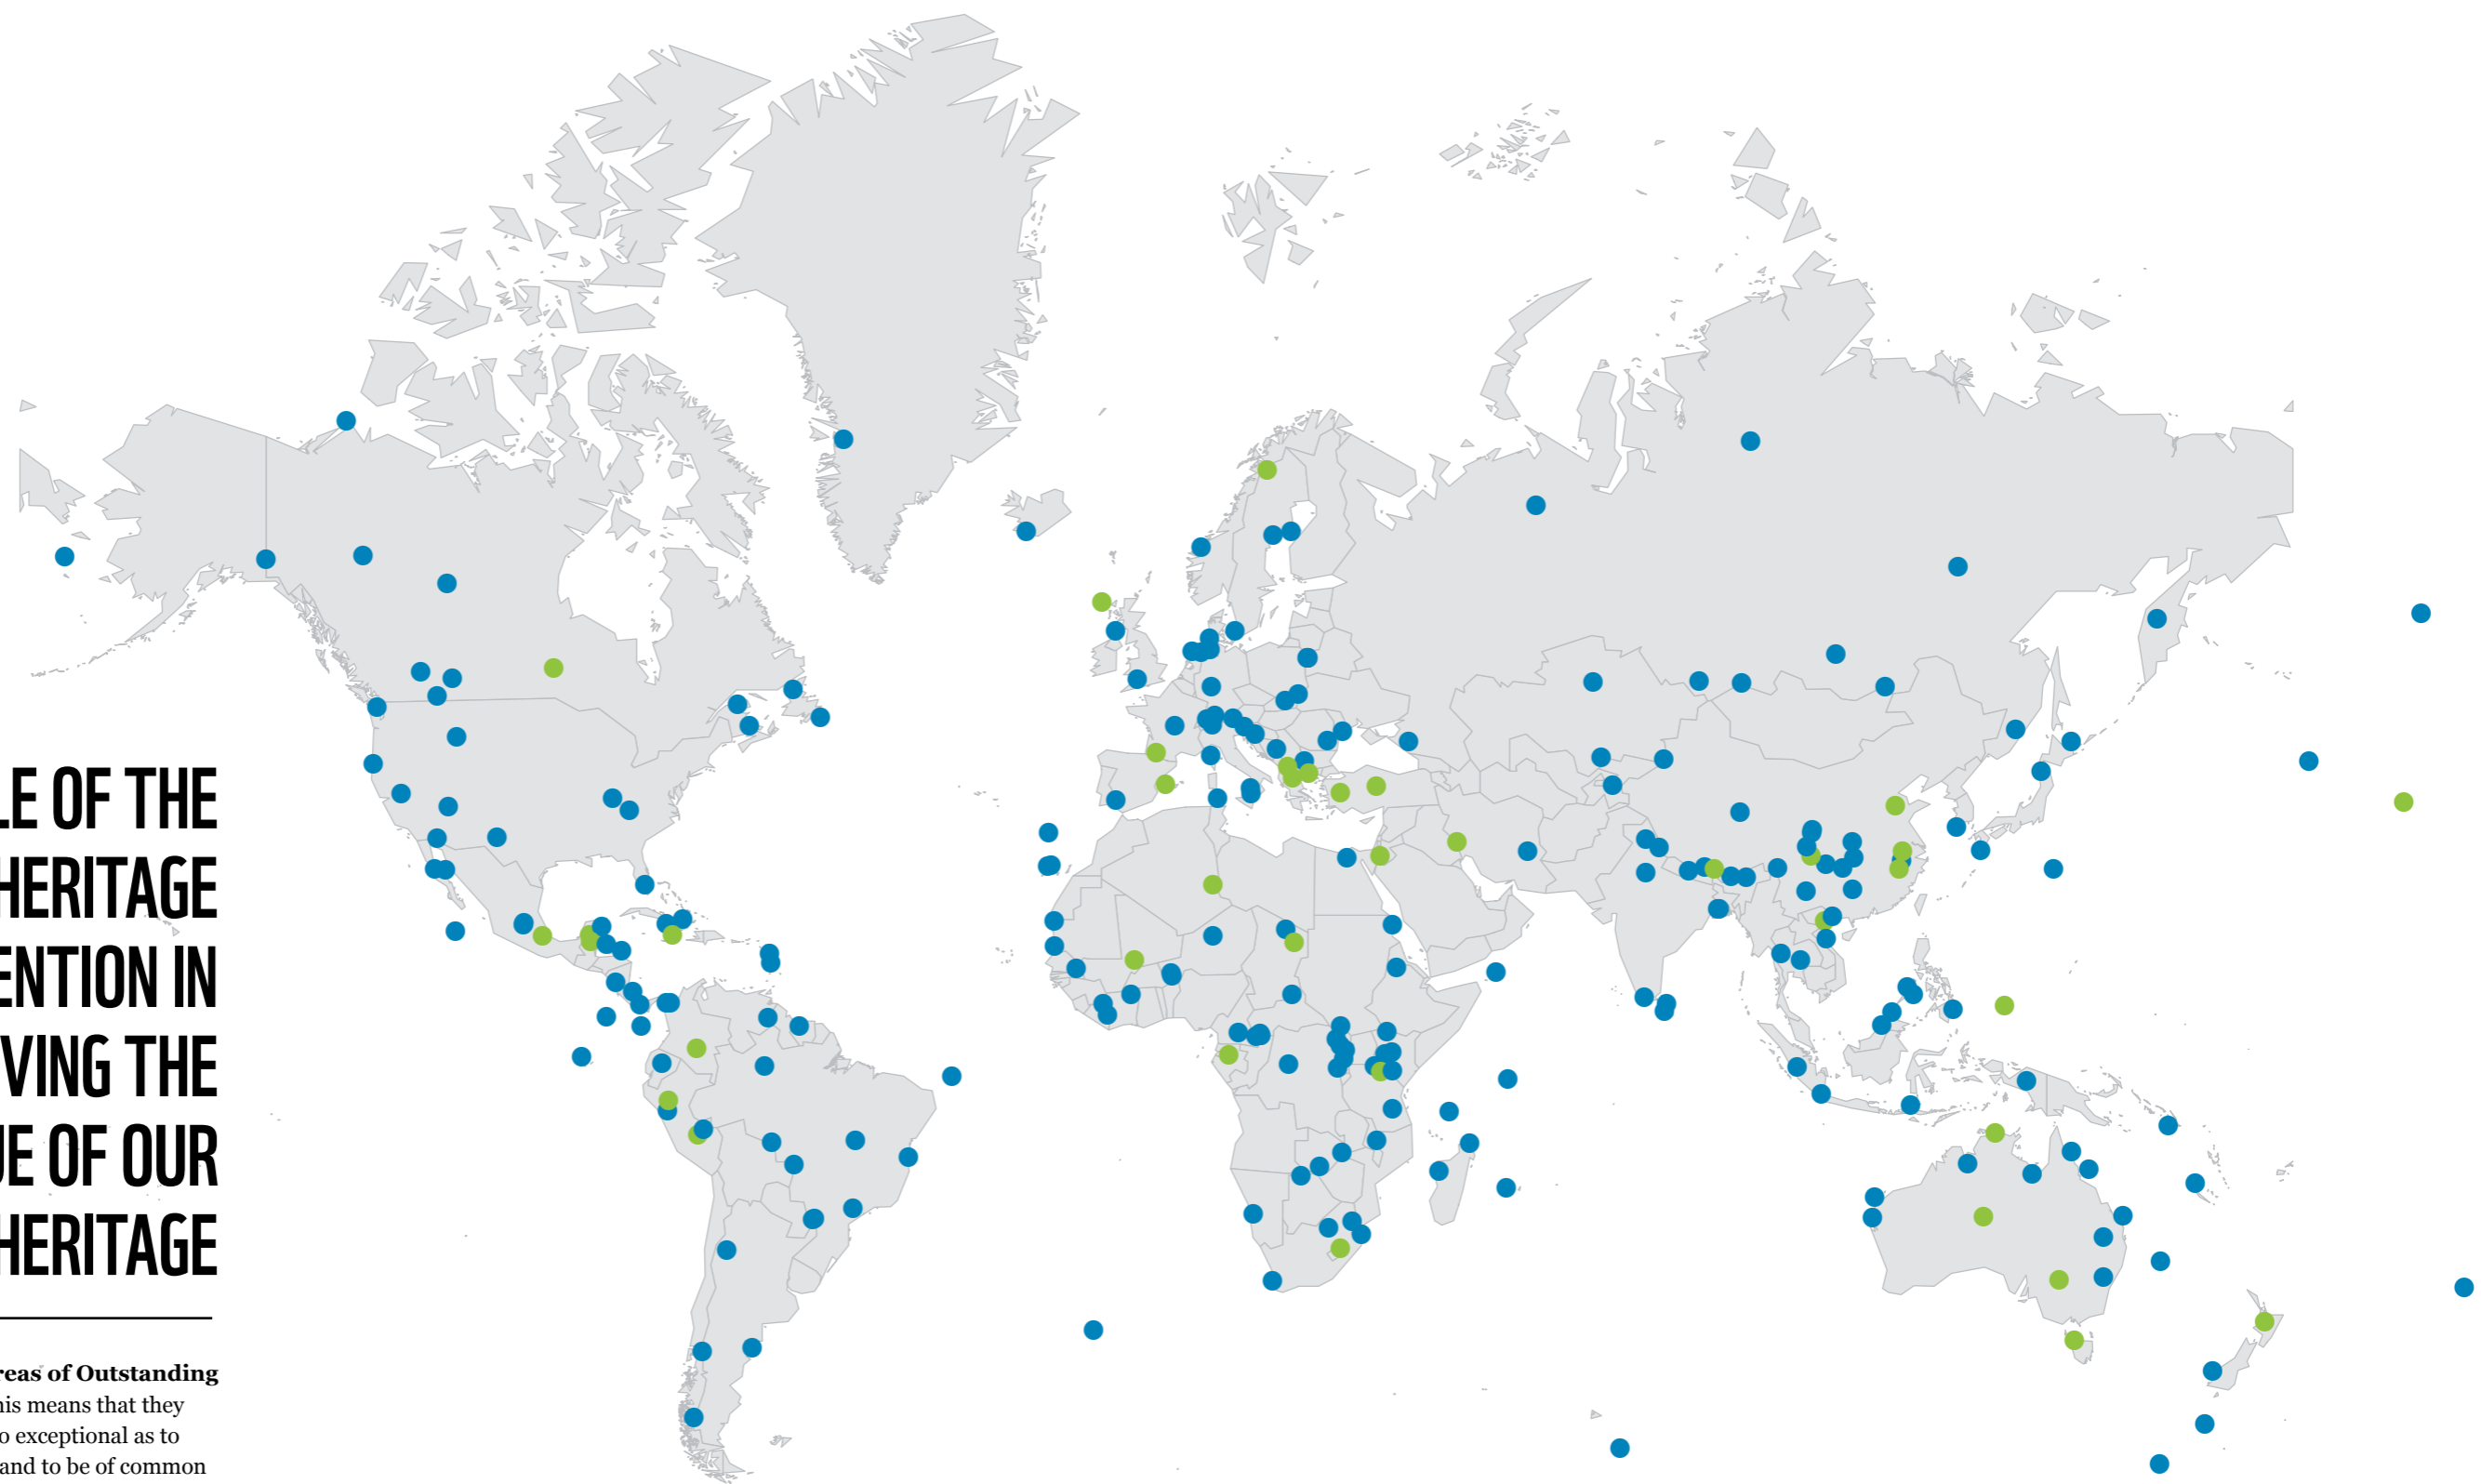 LE OF THE
HERITAGE
ENTION IN
VING THE
UE OF OUR
HERITAGE
reas of Outstanding
his means that they
o exceptional as to
and to be of common